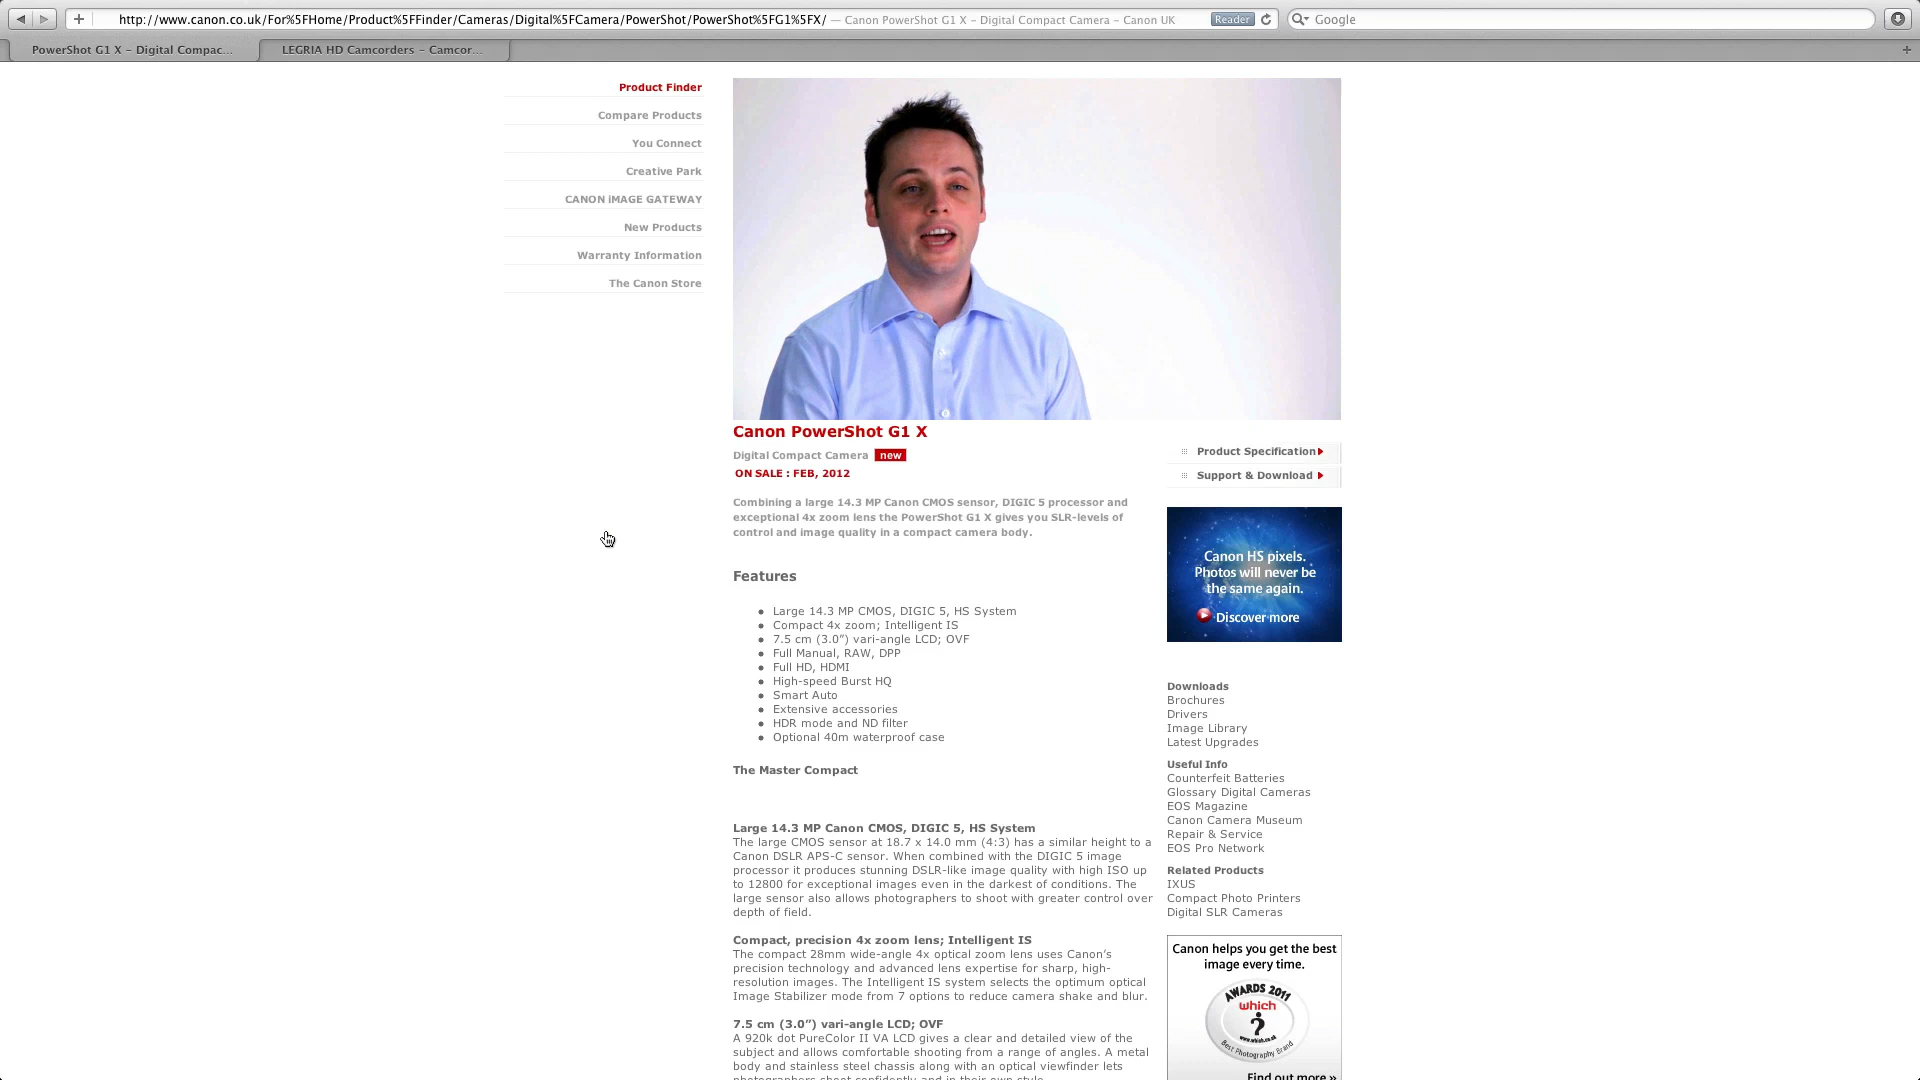 http://www.canon.co.uk/For%5FHome/Product%5FFinder/Cameras/Digital%5FCamera/PowerShot/PowerShot%5FG1%5FX/ — Canon PowerShot G1 X – Digital Compact Camera – Canon UK
Reader
Google
PowerShot G1 X – Digital Compac...
LEGRIA HD Camcorders – Camcor...
Product Finder
Compare Products
You Connect
Creative Park
CANON iMAGE GATEWAY
New Products
Warranty Information
The Canon Store
Canon PowerShot G1 X
Digital Compact Camera new
ON SALE : FEB, 2012
Combining a large 14.3 MP Canon CMOS sensor, DIGIC 5 processor and
exceptional 4x zoom lens the PowerShot G1 X gives you SLR-levels of
control and image quality in a compact camera body.
Features
Large 14.3 MP CMOS, DIGIC 5, HS System
Compact 4x zoom; Intelligent IS
7.5 cm (3.0”) vari-angle LCD; OVF
Full Manual, RAW, DPP
Full HD, HDMI
High-speed Burst HQ
Smart Auto
Extensive accessories
HDR mode and ND filter
Optional 40m waterproof case
The Master Compact
Large 14.3 MP Canon CMOS, DIGIC 5, HS System
The large CMOS sensor at 18.7 x 14.0 mm (4:3) has a similar height to a
Canon DSLR APS-C sensor. When combined with the DIGIC 5 image
processor it produces stunning DSLR-like image quality with high ISO up
to 12800 for exceptional images even in the darkest of conditions. The
large sensor also allows photographers to shoot with greater control over
depth of field.
Compact, precision 4x zoom lens; Intelligent IS
The compact 28mm wide-angle 4x optical zoom lens uses Canon’s
precision technology and advanced lens expertise for sharp, high-
resolution images. The Intelligent IS system selects the optimum optical
Image Stabilizer mode from 7 options to reduce camera shake and blur.
7.5 cm (3.0”) vari-angle LCD; OVF
A 920k dot PureColor II VA LCD gives a clear and detailed view of the
subject and allows comfortable shooting from a range of angles. A metal
body and stainless steel chassis along with an optical viewfinder lets
photographers shoot confidently and in their own style.
Product Specification
Support & Download
Canon HS pixels.
Photos will never be
the same again.
Discover more
Downloads
Brochures
Drivers
Image Library
Latest Upgrades
Useful Info
Counterfeit Batteries
Glossary Digital Cameras
EOS Magazine
Canon Camera Museum
Repair & Service
EOS Pro Network
Related Products
IXUS
Compact Photo Printers
Digital SLR Cameras
Canon helps you get the best
image every time.
AWARDS 2011
which
?
www.which.co.uk
Best Photography Brand
Find out more »